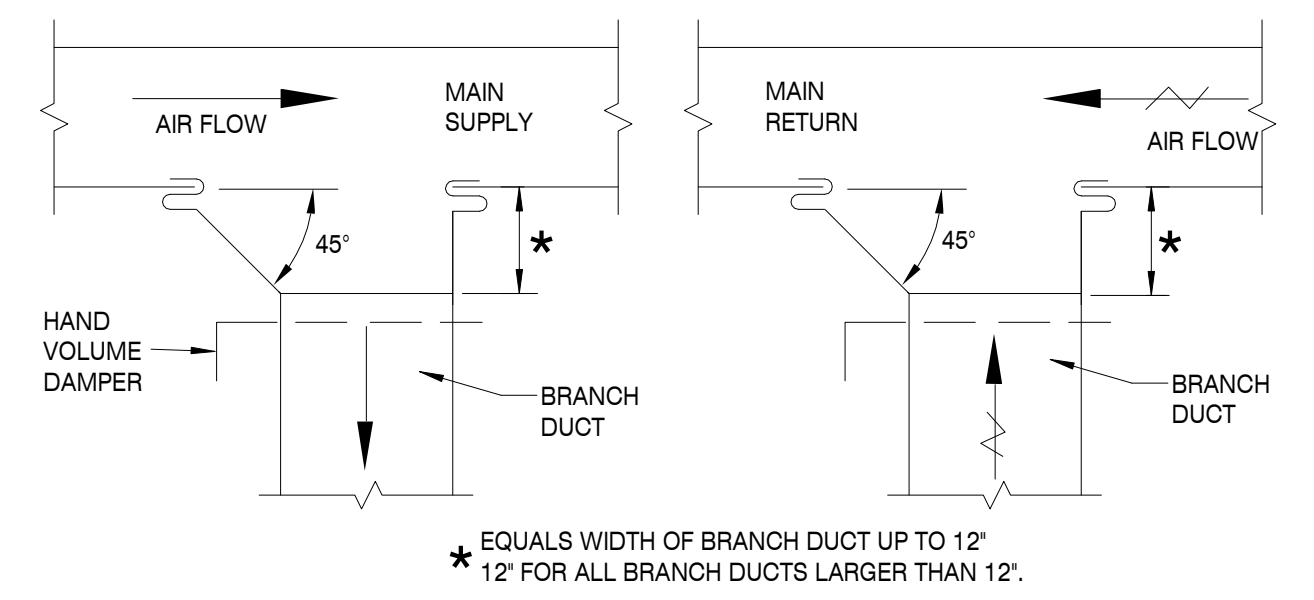 AIR FLOW
MAIN
SUPPLY
45°
*
HAND
VOLUME
DAMPER
BRANCH
DUCT
MAIN
RETURN
AIR FLOW
45°
*
BRANCH
DUCT
* EQUALS WIDTH OF BRANCH DUCT UP TO 12"
12" FOR ALL BRANCH DUCTS LARGER THAN 12".